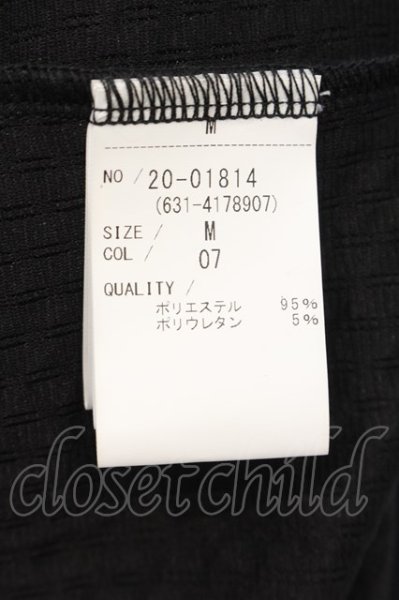 M
NO / 20-01814
(631-4178907)
SIZE / M
COL / 07
QUALITY /
ポリエステル 95%
ポリウレタン 5%
closetchild